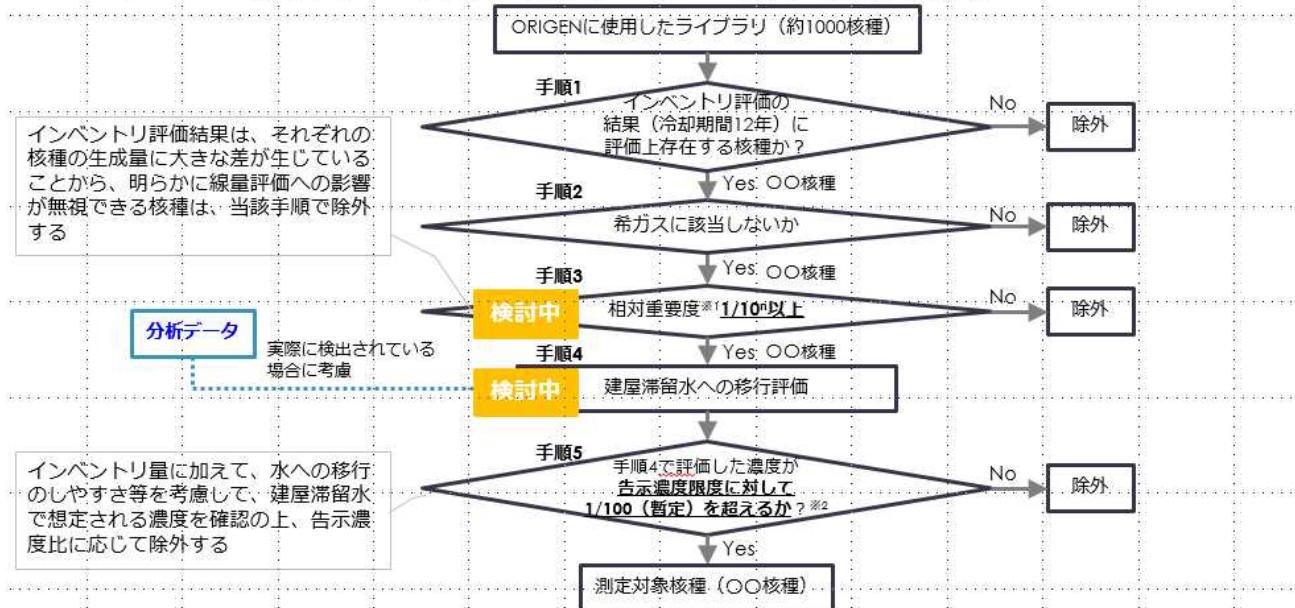 ORIGENに使用したライブラリ（約1000核種）
手順1
インベントリ評価の
結果（冷却期間12年）に
評価上存在する核種か？
No
除外
インベントリ評価結果は、それぞれの
核種の生成量に大きな差が生じている
ことから、明らかに線量評価への影響
が無視できる核種は、当該手順で除外
する
Yes 〇〇核種
手順2
希ガスに該当しないか
No
除外
Yes 〇〇核種
手順3
検討中
相対重要度※1 1/10ⁿ以上
No
除外
分析データ
実際に検出されている
場合に考慮
Yes 〇〇核種
手順4
検討中
建屋滞留水への移行評価
手順5
手順4で評価した濃度が
告示濃度限度に対して
1/100（暫定）を超えるか？※2
No
除外
インベントリ量に加えて、水への移行
のしやすさ等を考慮して、建屋滞留水
で想定される濃度を確認の上、告示濃
度比に応じて除外する
Yes
測定対象核種（〇〇核種）